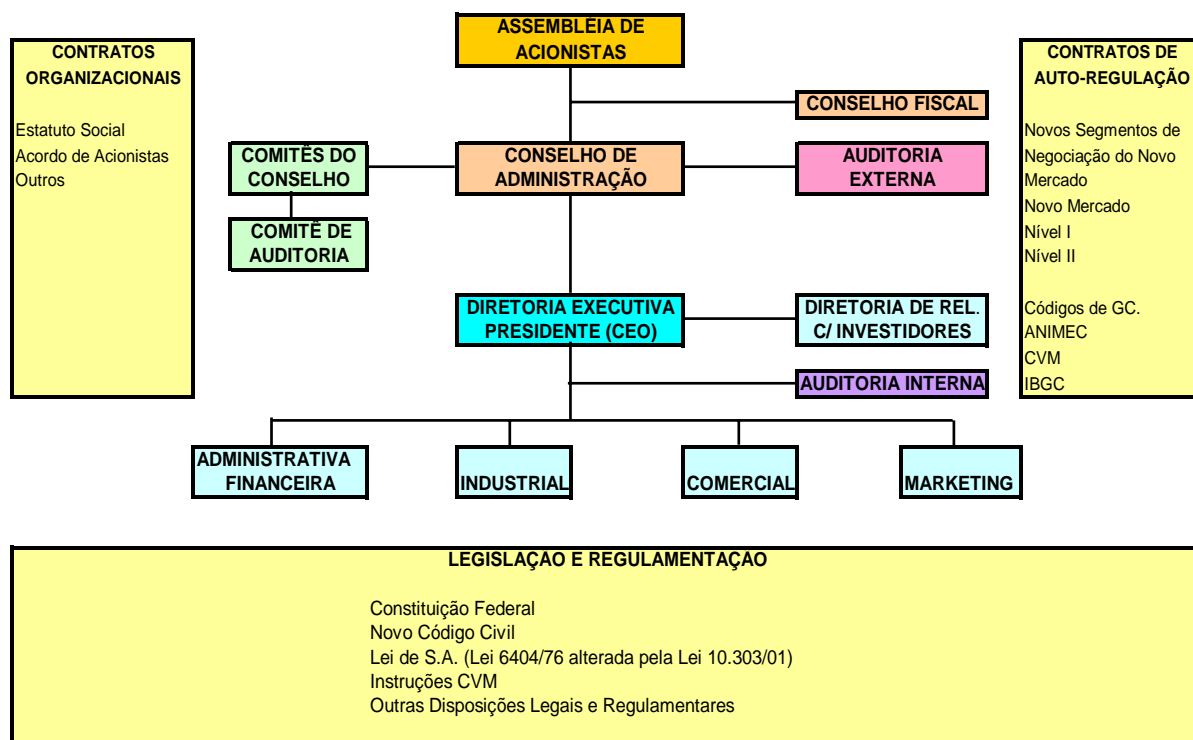 ASSEMBLÉIA DE
ACIONISTAS
CONTRATOS
ORGANIZACIONAIS
Estatuto Social
Acordo de Acionistas
Outros
CONTRATOS DE
AUTO-REGULAÇÃO
Novos Segmentos de
Negociação do Novo
Mercado
Novo Mercado
Nível I
Nível II
Códigos de GC.
ANIMEC
CVM
IBGC
CONSELHO FISCAL
COMITÊS DO
CONSELHO
CONSELHO DE
ADMINISTRAÇÃO
AUDITORIA
EXTERNA
COMITÊ DE
AUDITORIA
DIRETORIA EXECUTIVA
PRESIDENTE (CEO)
DIRETORIA DE REL.
C/ INVESTIDORES
AUDITORIA INTERNA
ADMINISTRATIVA
FINANCEIRA
INDUSTRIAL
COMERCIAL
MARKETING
LEGISLAÇÃO E REGULAMENTAÇÃO
Constituição Federal
Novo Código Civil
Lei de S.A. (Lei 6404/76 alterada pela Lei 10.303/01)
Instruções CVM
Outras Disposições Legais e Regulamentares